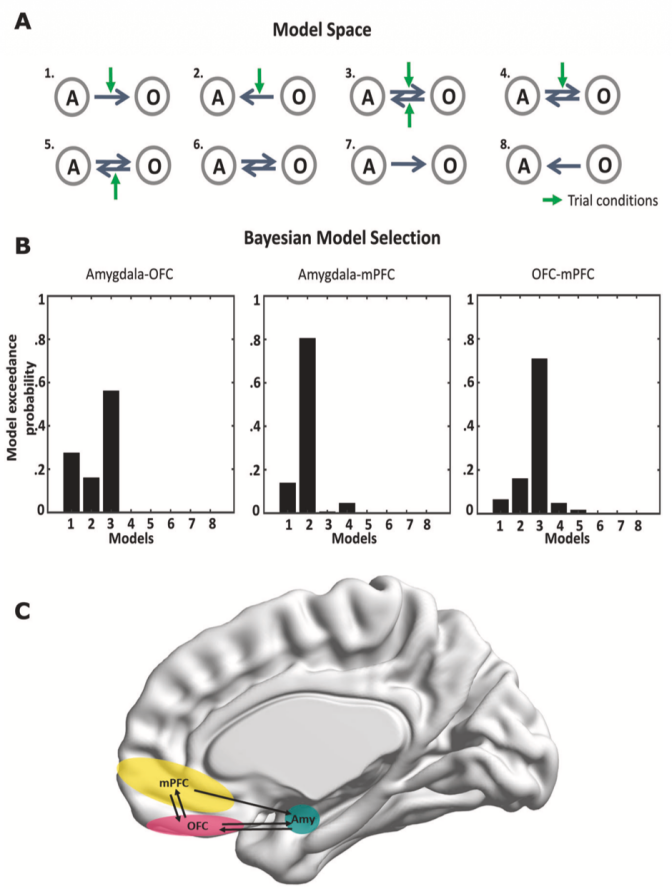 A
Model Space
1. A O 2. A O 3. A O 4. A O
5. A O 6. A O 7. A O 8. A O
Trial conditions
B
Bayesian Model Selection
Amygdala-OFC Amygdala-mPFC OFC-mPFC
Model exceedance
probability
1 1 1
.8 .8 .8
.6 .6 .6
.4 .4 .4
.2 .2 .2
0 0 0
1 2 3 4 5 6 7 8 1 2 3 4 5 6 7 8 1 2 3 4 5 6 7 8
Models Models Models
C
mPFC
OFC
Amy